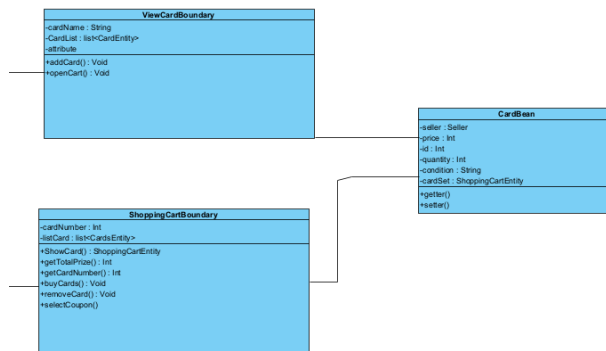 ViewCardBoundary
-cardName : String
-CardList : list<CardEntity>
-attribute
+addCard() : Void
+openCart() : Void
CardBean
-seller : Seller
-price : Int
-id : Int
-quantity : Int
-condition : String
-cardSet : ShoppingCartEntity
+getter()
+setter()
ShoppingCartBoundary
-cardNumber : Int
-listCard : list<CardsEntity>
+ShowCard() : ShoppingCartEntity
+getTotalPrize() : Int
+getCardNumber() : Int
+buyCards() : Void
+removeCard() : Void
+selectCoupon()